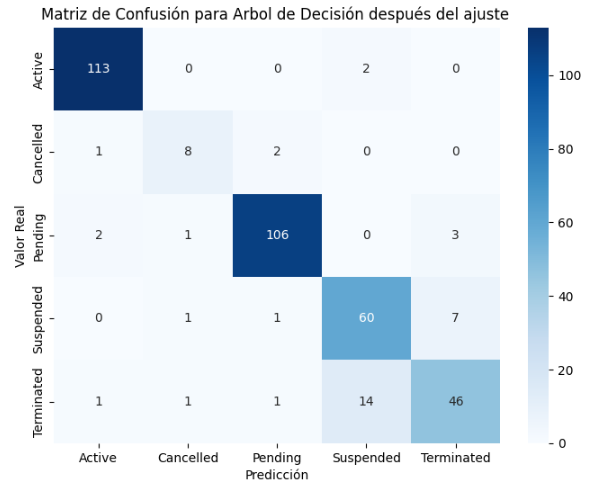 Matriz de Confusión para Arbol de Decisión después del ajuste
Valor Real
Active
113 0 0 2 0
Cancelled
1 8 2 0 0
Pending
2 1 106 0 3
Suspended
0 1 1 60 7
Terminated
1 1 1 14 46
Active Cancelled Pending Suspended Terminated
Predicción
100
80
60
40
20
0